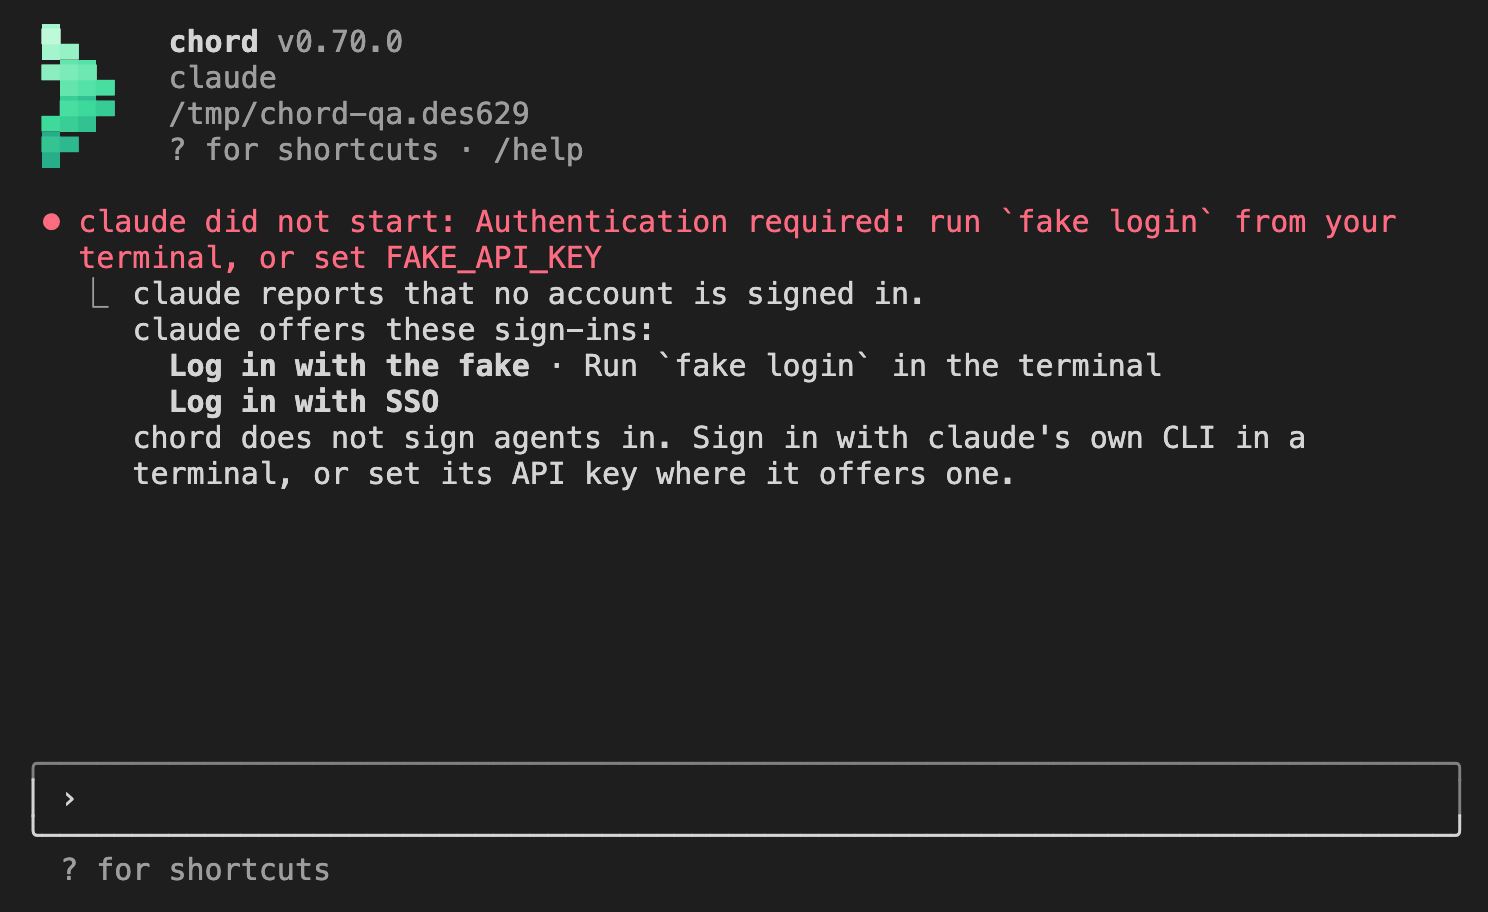 chord v0.70.0
claude
/tmp/chord-qa.des629
? for shortcuts · /help
● claude did not start: Authentication required: run `fake login` from your
terminal, or set FAKE_API_KEY
⎿ claude reports that no account is signed in.
claude offers these sign-ins:
Log in with the fake · Run `fake login` in the terminal
Log in with SSO
chord does not sign agents in. Sign in with claude's own CLI in a
terminal, or set its API key where it offers one.
›
? for shortcuts